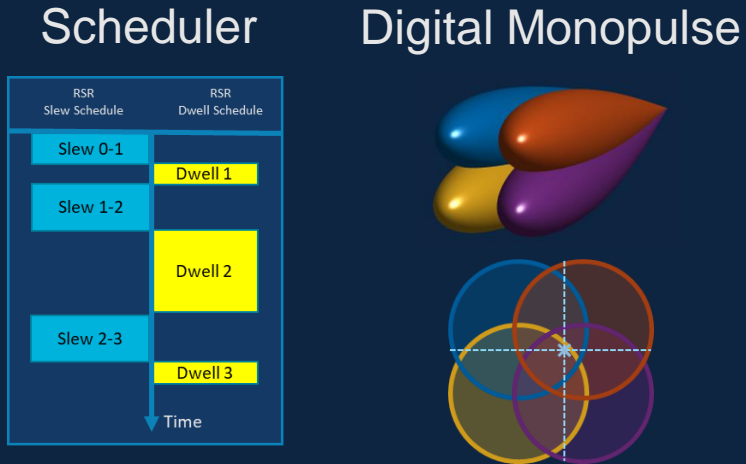 Scheduler
Digital Monopulse
RSR
Slew Schedule
RSR
Dwell Schedule
Slew 0-1
Dwell 1
Slew 1-2
Dwell 2
Slew 2-3
Dwell 3
Time